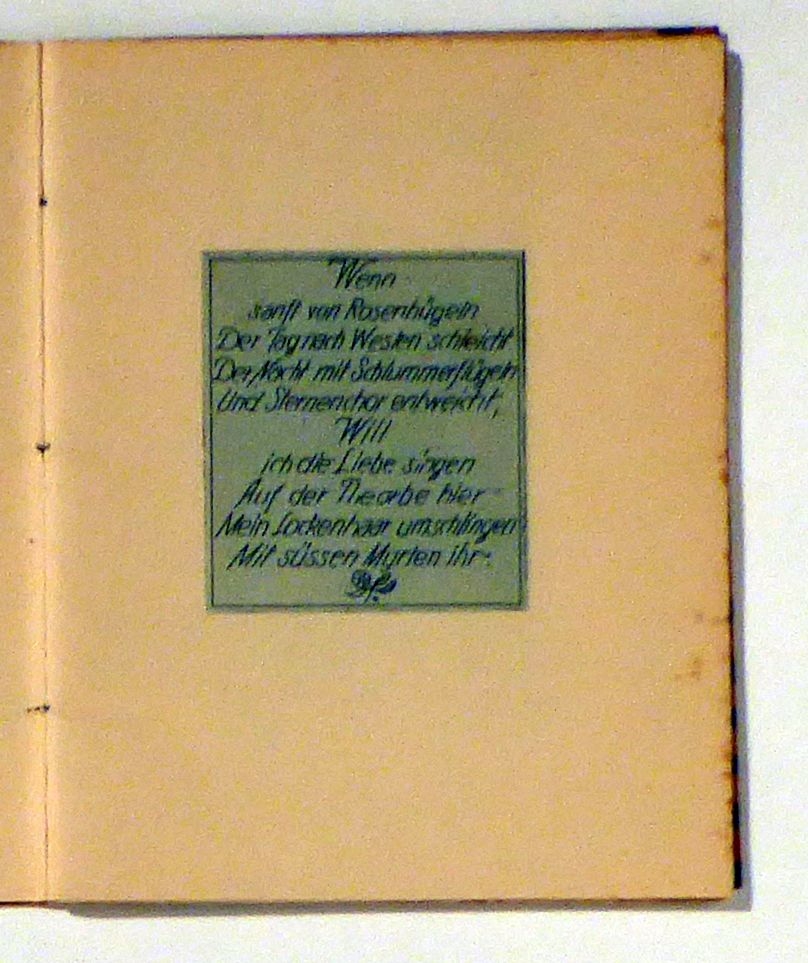 Wenn
sanft von Rosenhügeln
Der Tag nach Westen schleicht
Der Nacht mit Schlummerflügeln
Und Sternenchor entweicht,
Will
ich die Liebe singen
Auf der Theorbe hier
Mein Lockenhaar umschlingen
Mit süssen Myrten ihr.